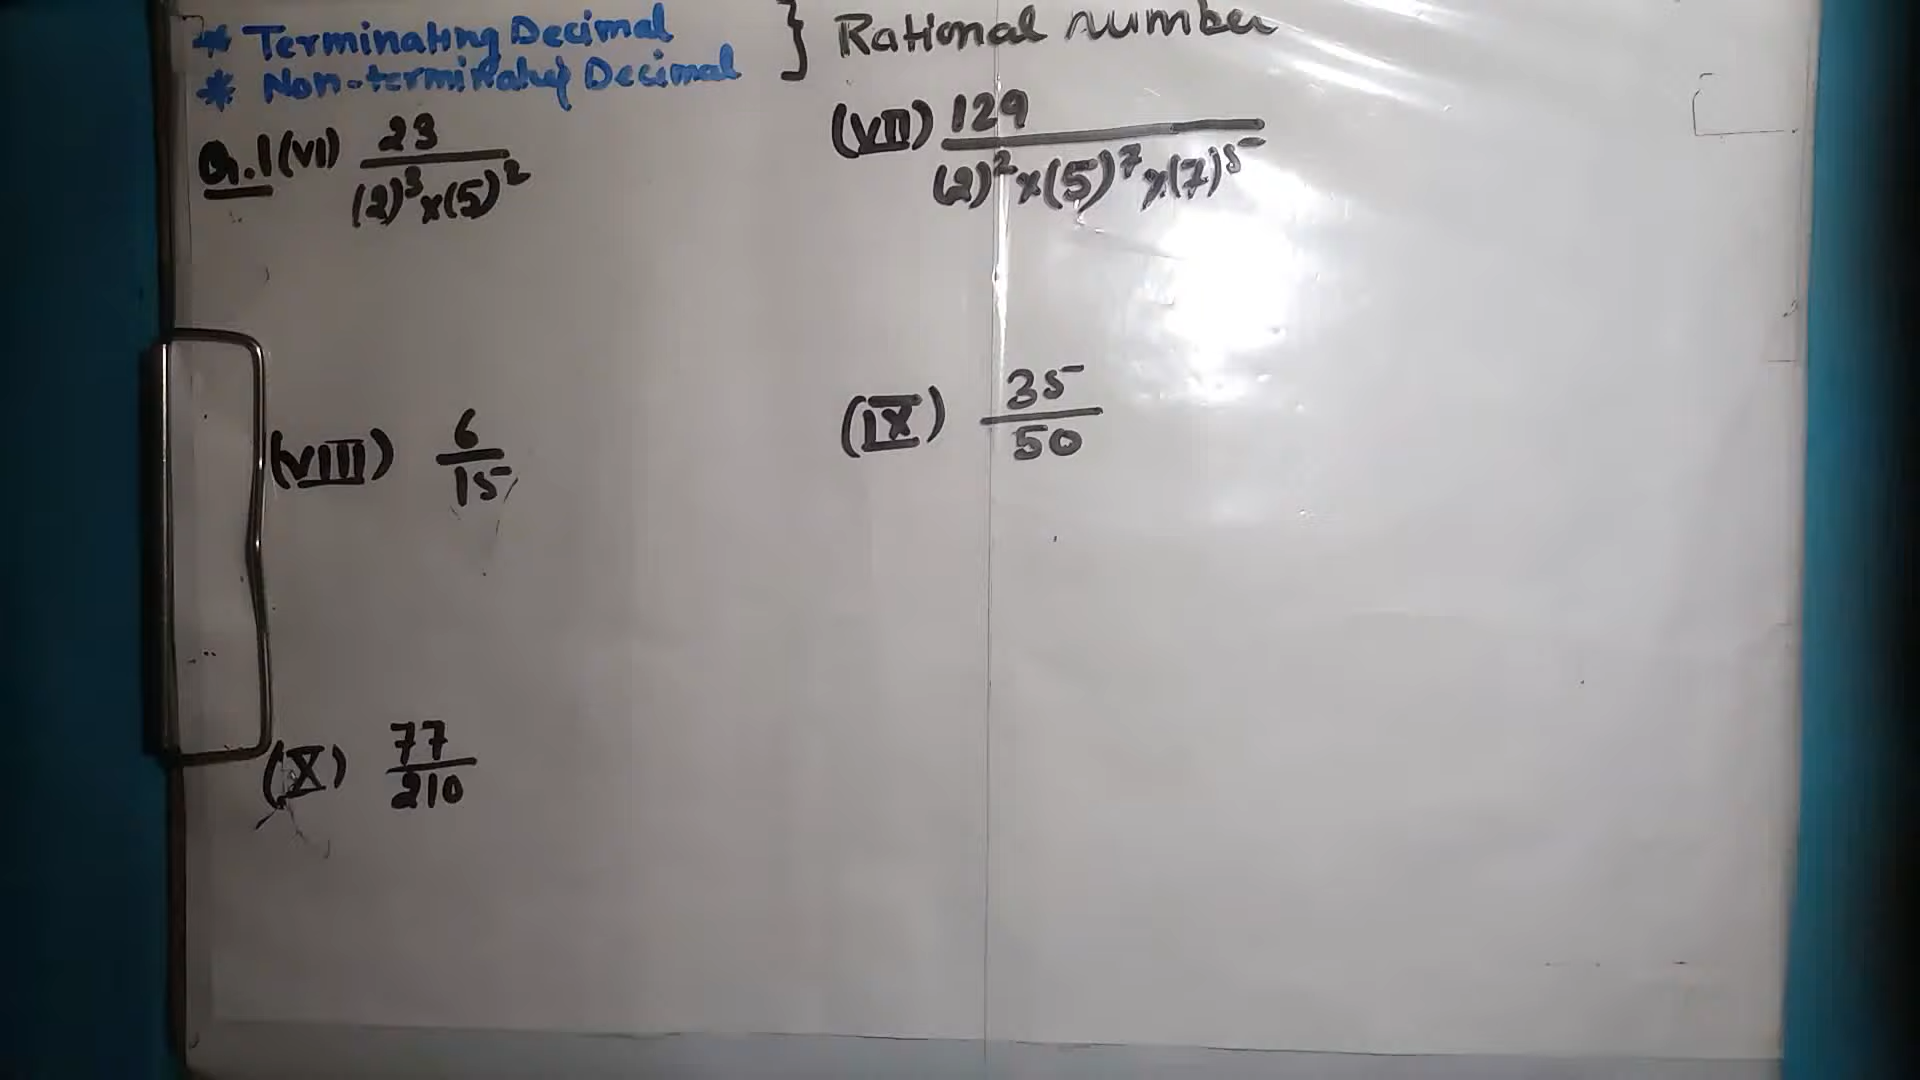 * Terminating Decimal
* Non-terminating Decimal
} Rational number
Q.1 (VI) 23/(2)³×(5)²
(VII) 129/(2)²×(5)⁷×(7)⁵
(VIII) 6/15
(IX) 35/50
(X) 77/210